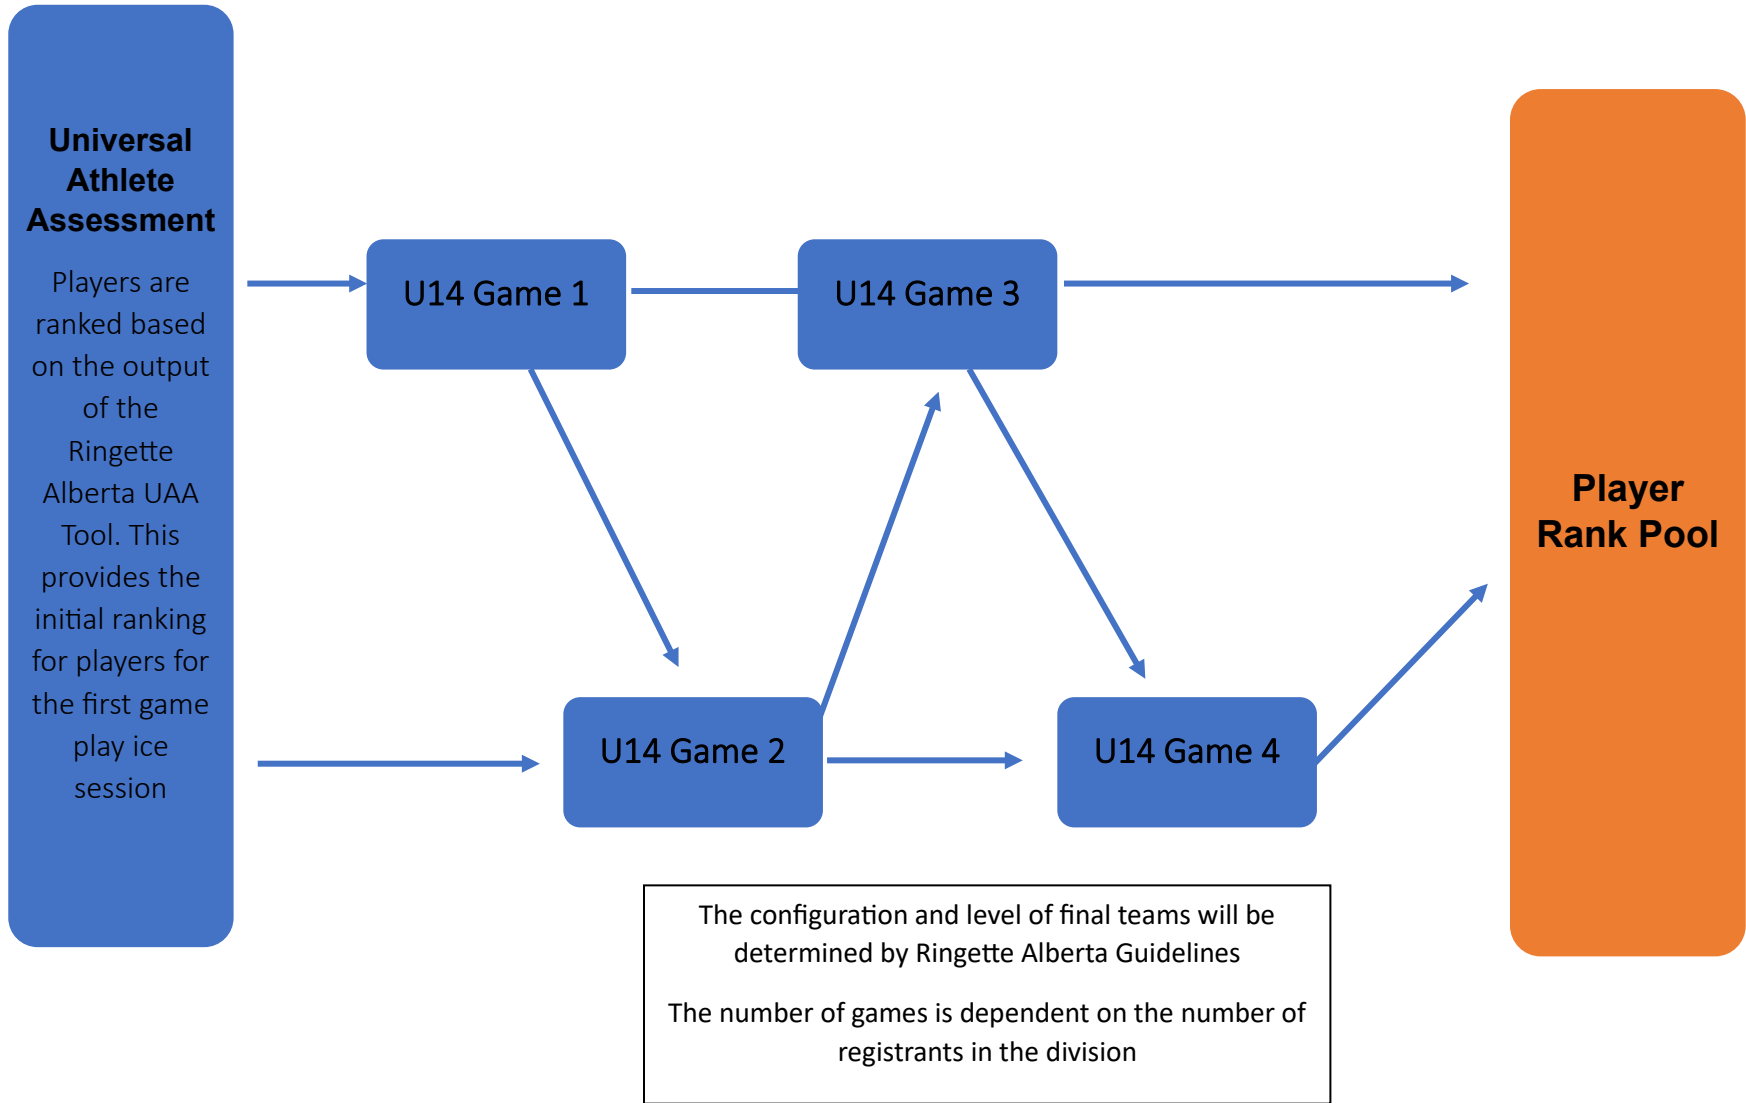 Universal
Athlete
Assessment
Players are
ranked based
on the output
of the
Ringette
Alberta UAA
Tool. This
provides the
initial ranking
for players for
the first game
play ice
session
U14 Game 1
U14 Game 3
U14 Game 2
U14 Game 4
Player
Rank Pool
The configuration and level of final teams will be
determined by Ringette Alberta Guidelines
The number of games is dependent on the number of
registrants in the division